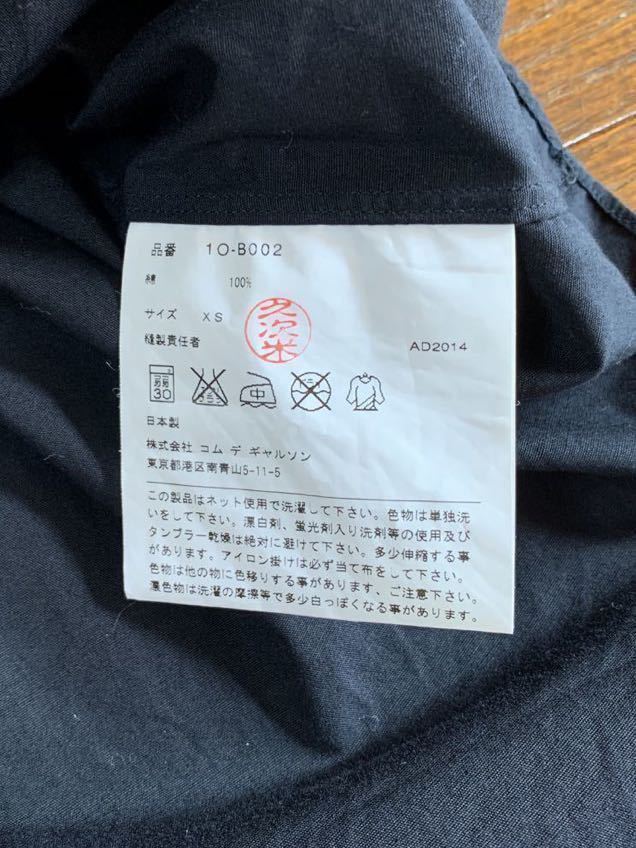 品番 10-B002
綿 100%
サイズ XS
久次米
縫製責任者 AD2014
弱 30
中
ドライ
日本製
株式会社 コム デ ギャルソン
東京都港区南青山5-11-5
この製品はネット使用で洗濯して下さい。色物は単独洗
いをして下さい。漂白剤、蛍光剤入り洗剤等の使用及び
タンブラー乾燥は絶対に避けて下さい。多少伸縮する事
があります。アイロン掛けは必ず当て布をして下さい。
色物は他の物に色移りする事があります、ご注意下さい。
濃色物は洗濯の摩擦等で多少白っぽくなる事があります。